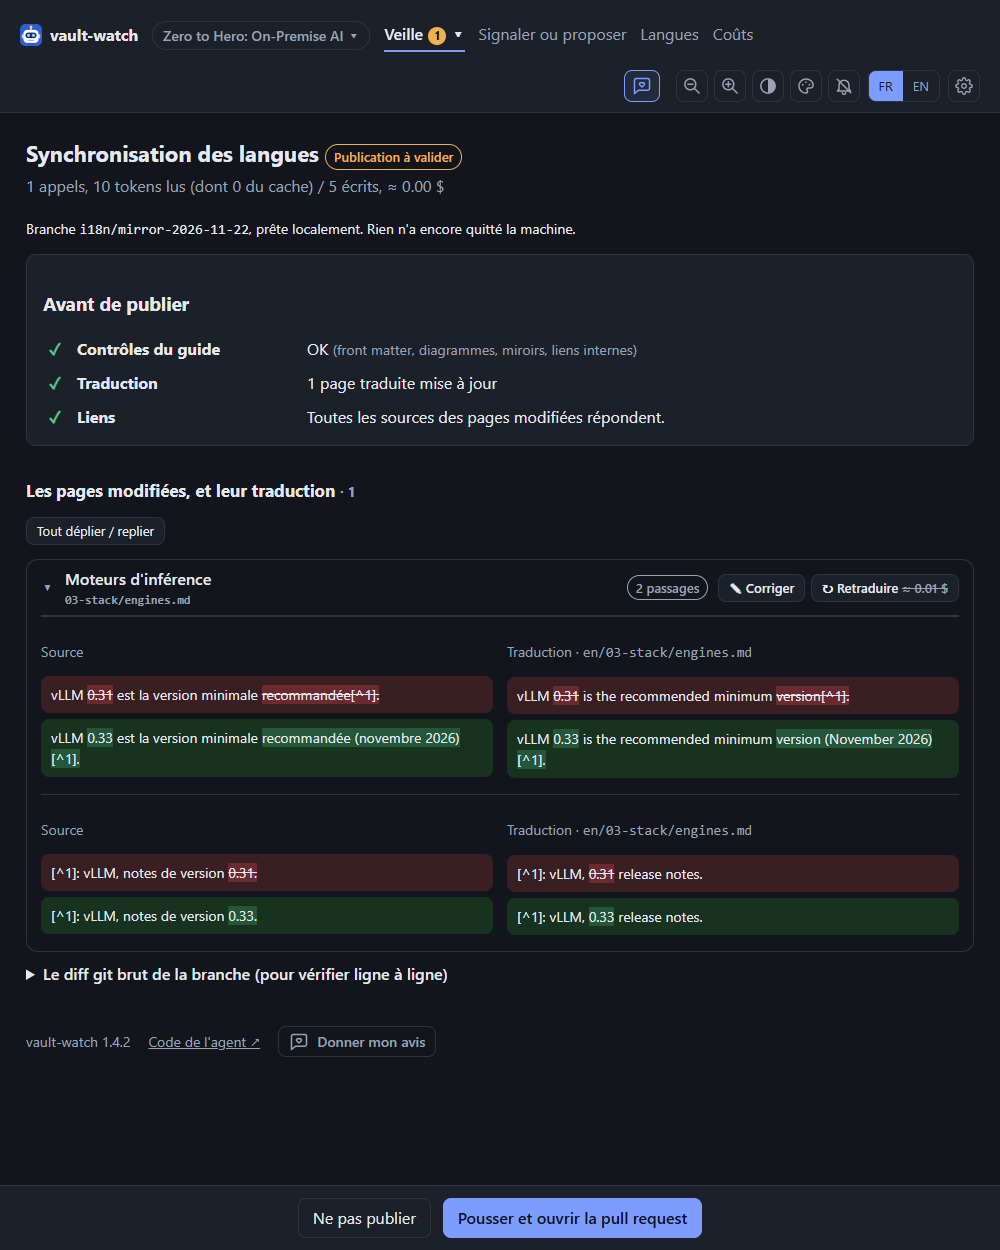 vault-watch
Zero to Hero: On-Premise AI ▾
Veille 1 ▾
Signaler ou proposer
Langues
Coûts
FR
EN
Synchronisation des langues
Publication à valider
1 appels, 10 tokens lus (dont 0 du cache) / 5 écrits, ≈ 0.00 $
Branche i18n/mirror-2026-11-22, prête localement. Rien n'a encore quitté la machine.
Avant de publier
✓ Contrôles du guide OK (front matter, diagrammes, miroirs, liens internes)
✓ Traduction 1 page traduite mise à jour
✓ Liens Toutes les sources des pages modifiées répondent.
Les pages modifiées, et leur traduction · 1
Tout déplier / replier
▾ Moteurs d'inférence
03-stack/engines.md
2 passages
✎ Corriger
↻ Retraduire ≈ 0.01 $
Source
Traduction · en/03-stack/engines.md
vLLM 0.31 est la version minimale recommandée[^1].
vLLM 0.31 is the recommended minimum version[^1].
vLLM 0.33 est la version minimale recommandée (novembre 2026)
[^1].
vLLM 0.33 is the recommended minimum version (November 2026)
[^1].
Source
Traduction · en/03-stack/engines.md
[^1]: vLLM, notes de version 0.31.
[^1]: vLLM, 0.31 release notes.
[^1]: vLLM, notes de version 0.33.
[^1]: vLLM, 0.33 release notes.
▶ Le diff git brut de la branche (pour vérifier ligne à ligne)
vault-watch 1.4.2
Code de l'agent ↗
Donner mon avis
Ne pas publier
Pousser et ouvrir la pull request